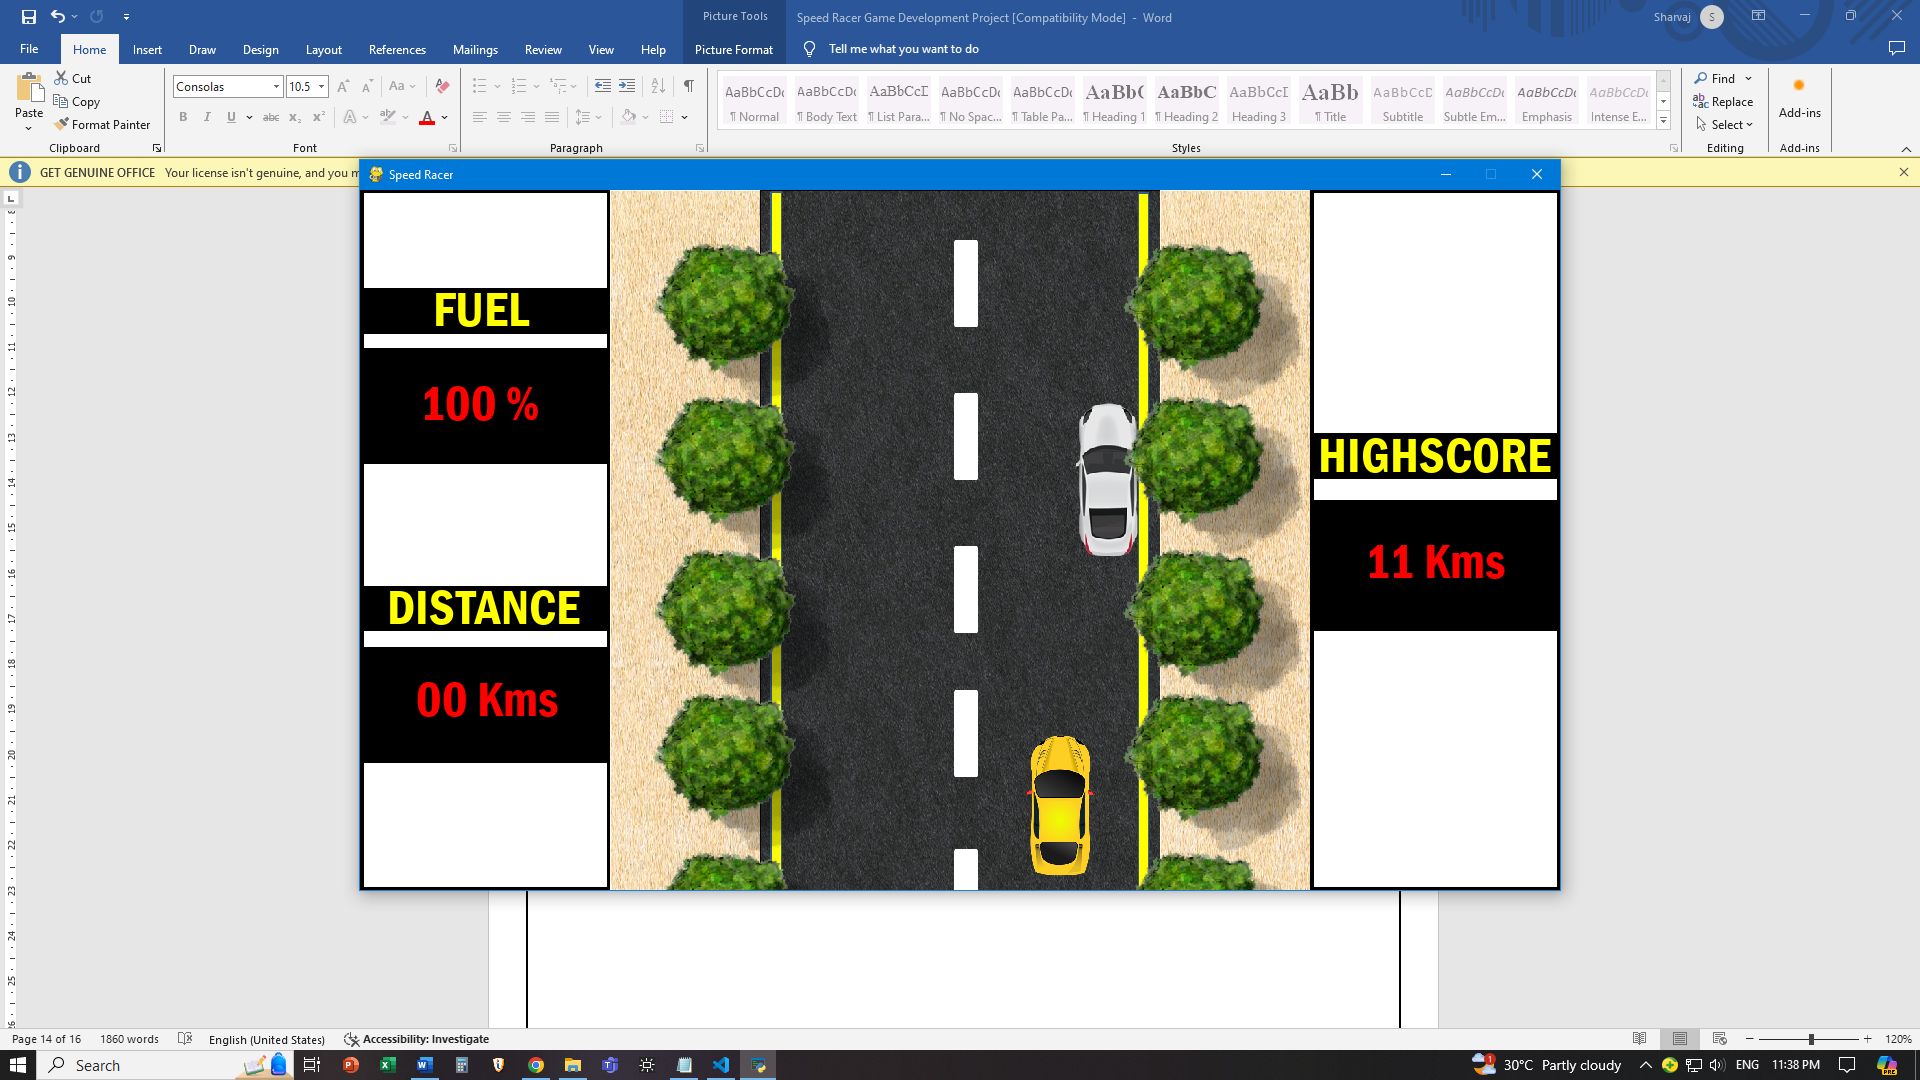 Picture Tools
Speed Racer Game Development Project [Compatibility Mode] - Word
Sharvaj
S
File
Home
Insert
Draw
Design
Layout
References
Mailings
Review
View
Help
Picture Format
Tell me what you want to do
Paste
Cut
Copy
Format Painter
Clipboard
Consolas
10.5
Font
Paragraph
AaBbCcDc AaBbCcDc AaBbCcD AaBbCcDc AaBbCcDc AaBb( AaBbC AaBbCcD AaBb AaBbCcD AaBbCcDc AaBbCcDc AaBbCcDc
¶ Normal
¶ Body Text
¶ List Para...
¶ No Spac...
¶ Table Pa...
¶ Heading 1
¶ Heading 2
Heading 3
¶ Title
Subtitle
Subtle Em...
Emphasis
Intense E...
Styles
Find
Replace
Select
Editing
Add-ins
Add-ins
GET GENUINE OFFICE Your license isn't genuine, and you m
Speed Racer
FUEL
100 %
DISTANCE
00 Kms
HIGHSCORE
11 Kms
Page 14 of 16
1860 words
English (United States)
Accessibility: Investigate
120%
Search
30°C Partly cloudy
ENG
11:38 PM